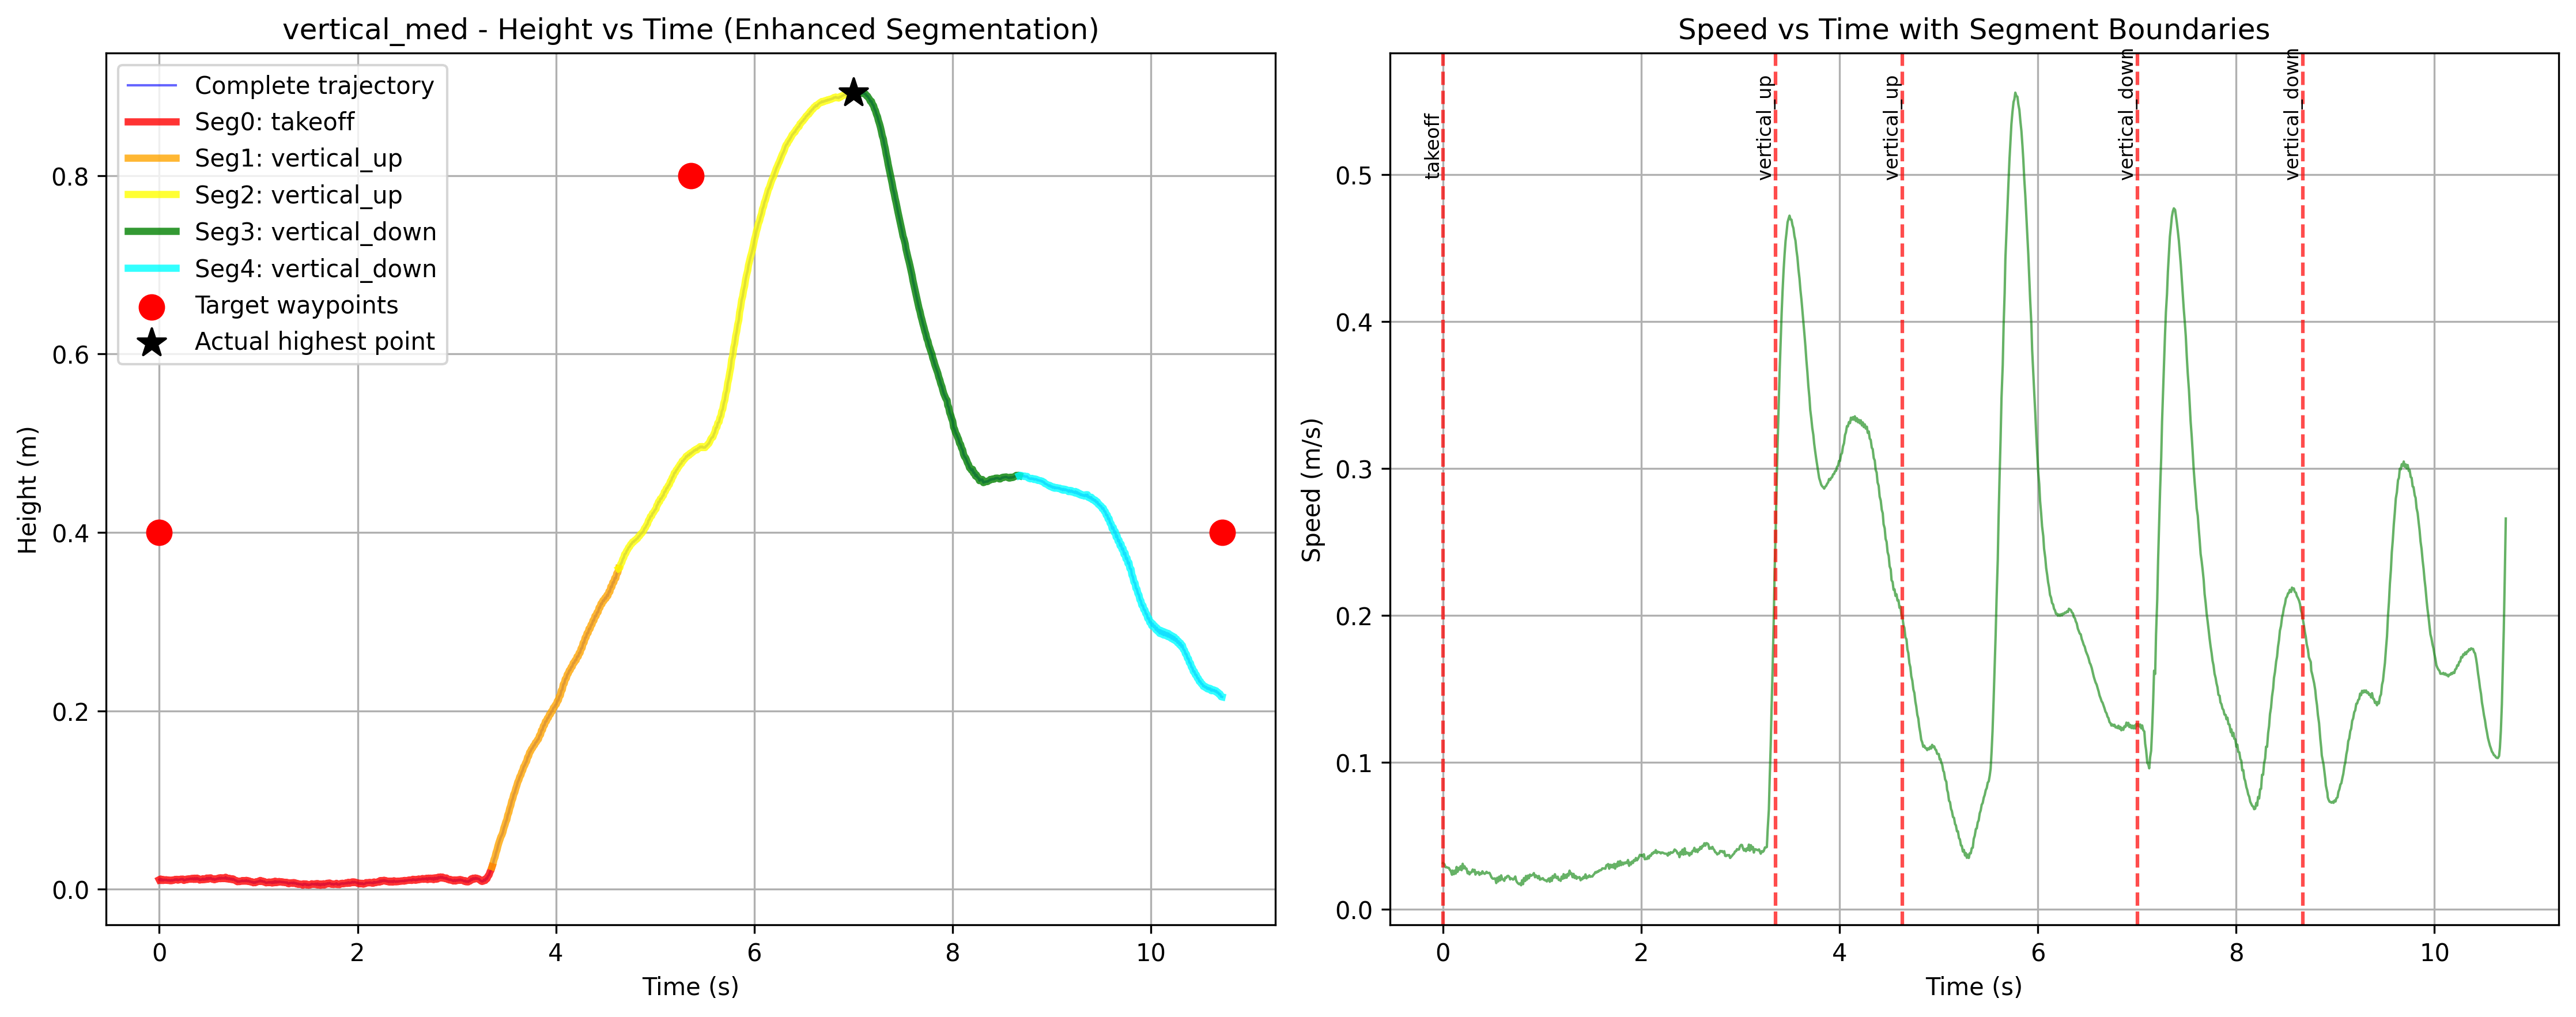 vertical_med - Height vs Time (Enhanced Segmentation)
Complete trajectory
Seg0: takeoff
Seg1: vertical_up
Seg2: vertical_up
Seg3: vertical_down
Seg4: vertical_down
Target waypoints
Actual highest point
Height (m)
0.8
0.6
0.4
0.2
0.0
0 2 4 6 8 10
Time (s)
Speed vs Time with Segment Boundaries
takeoff
vertical_up
vertical_up
vertical_down
vertical_down
Speed (m/s)
0.5
0.4
0.3
0.2
0.1
0.0
0 2 4 6 8 10
Time (s)